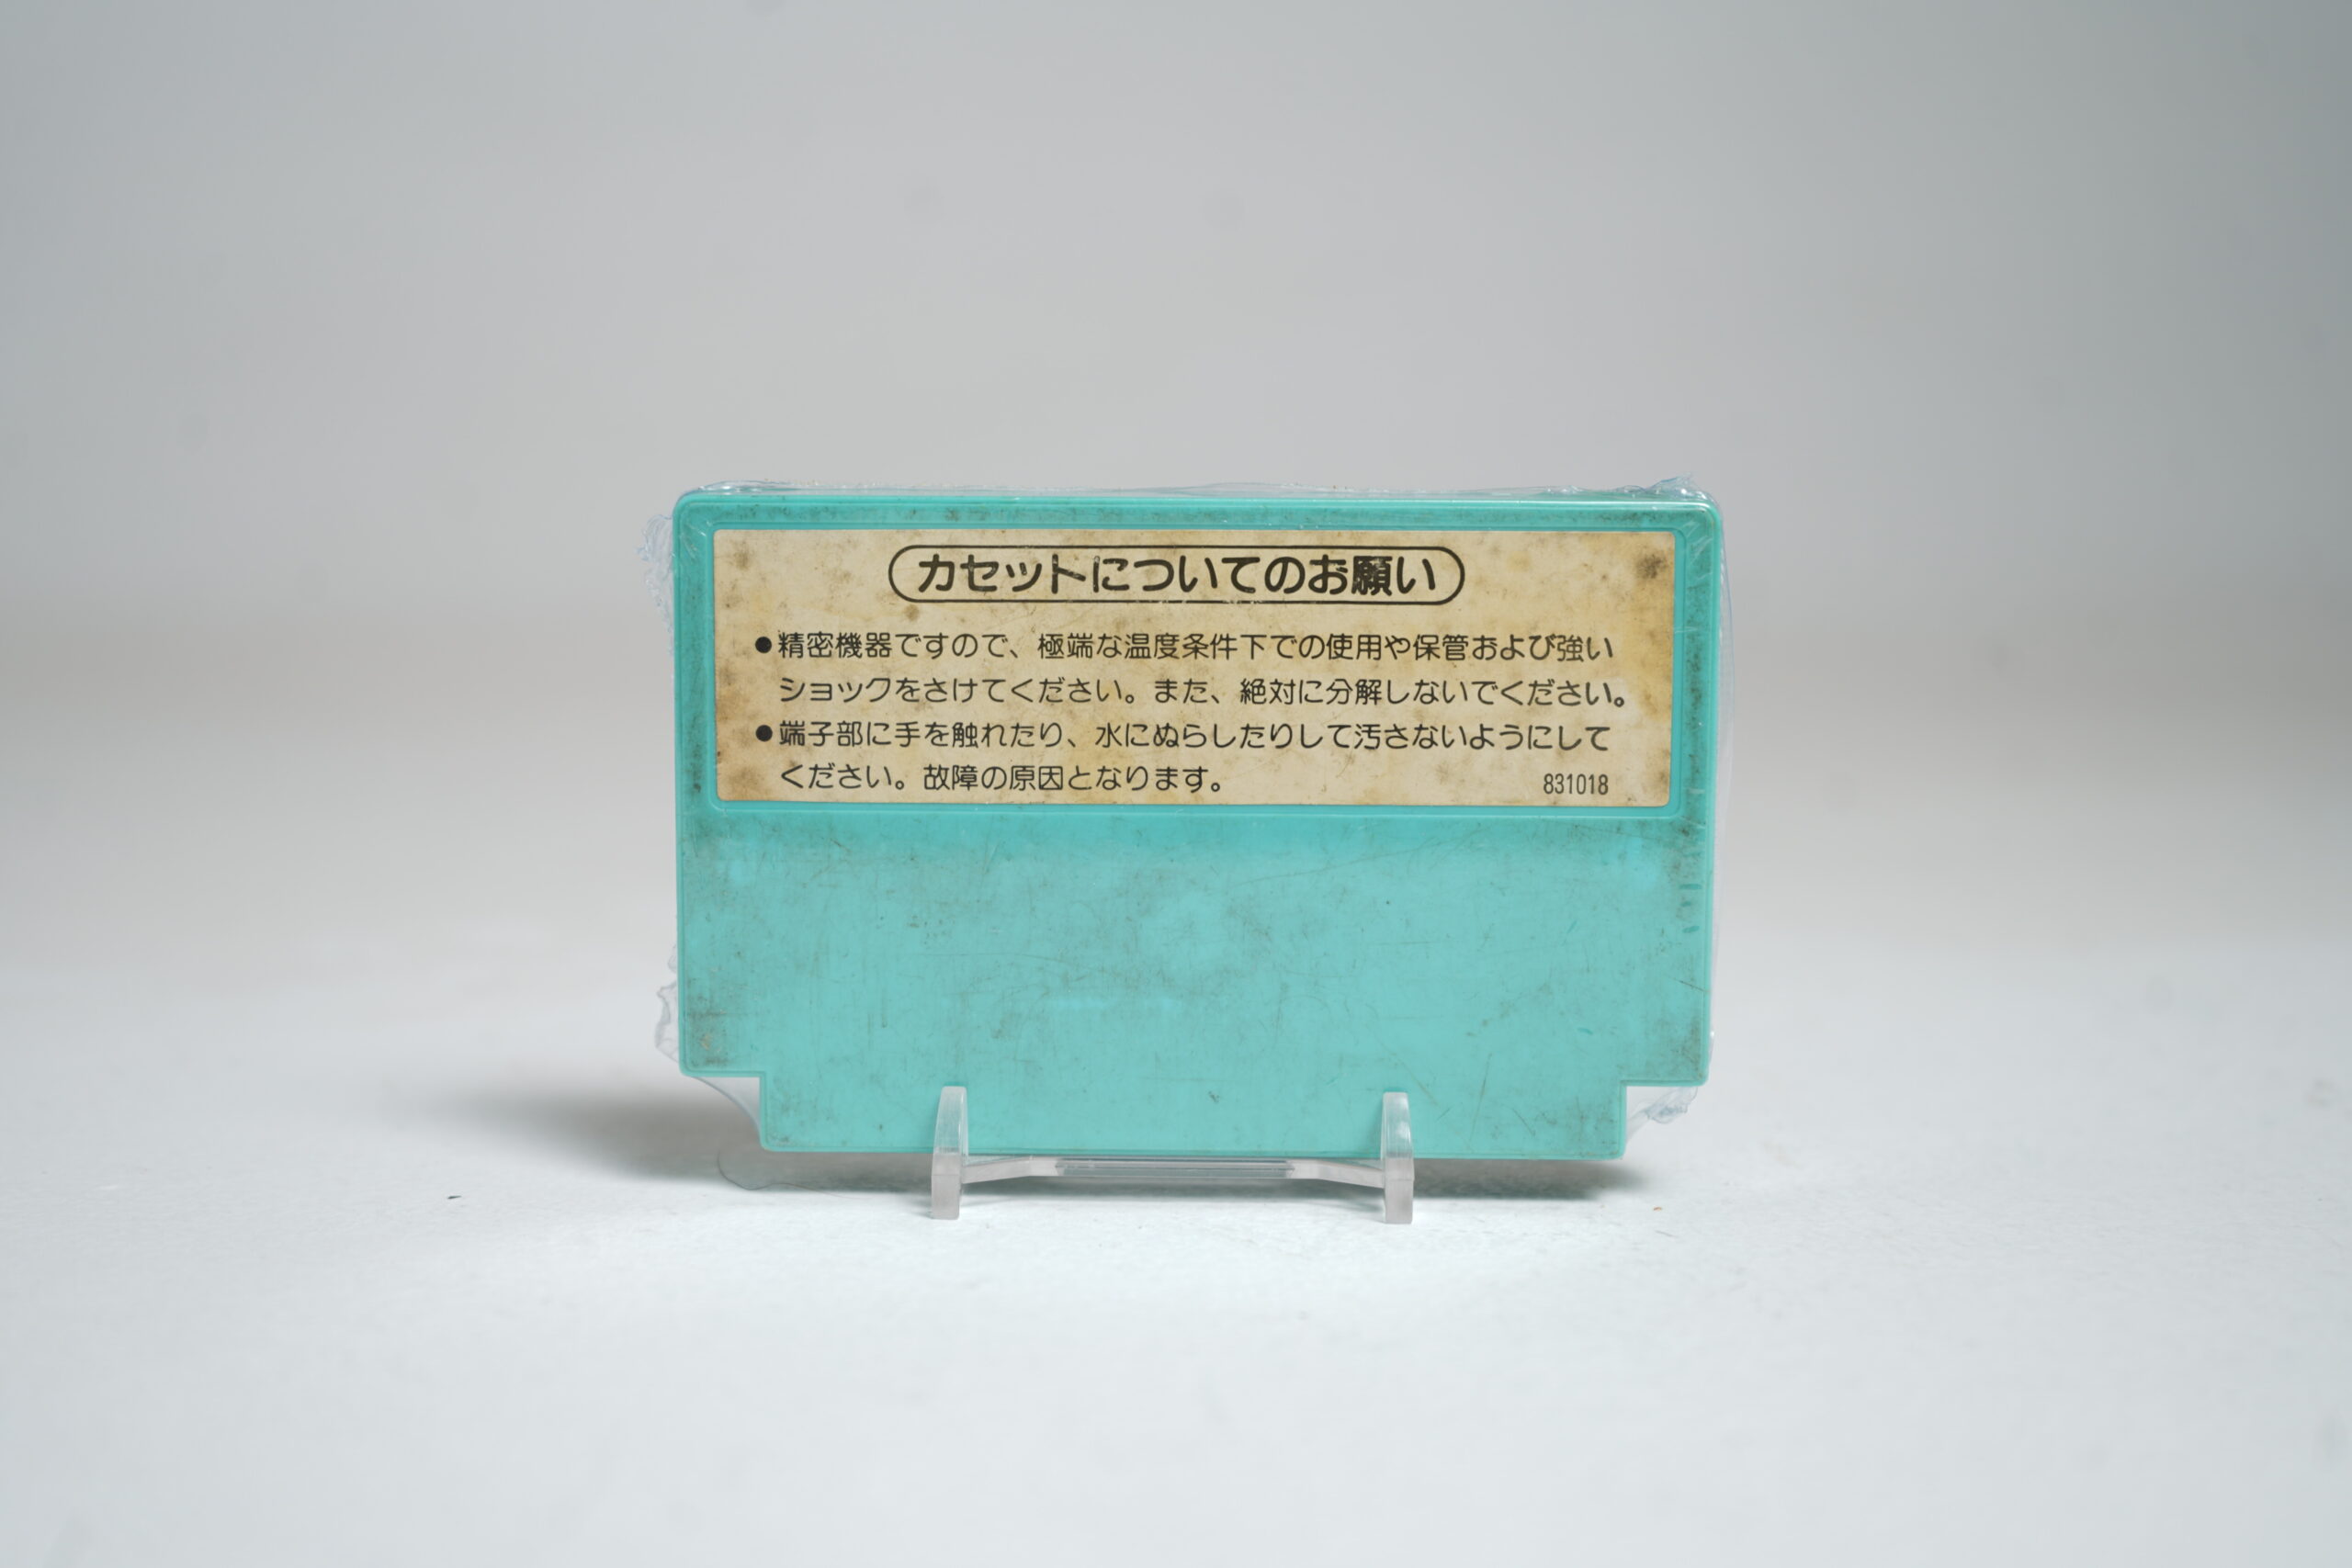 カセットについてのお願い
●精密機器ですので、極端な温度条件下での使用や保管および強い
ショックをさけてください。また、絶対に分解しないでください。
●端子部に手を触れたり、水にぬらしたりして汚さないようにして
ください。故障の原因となります。
831018